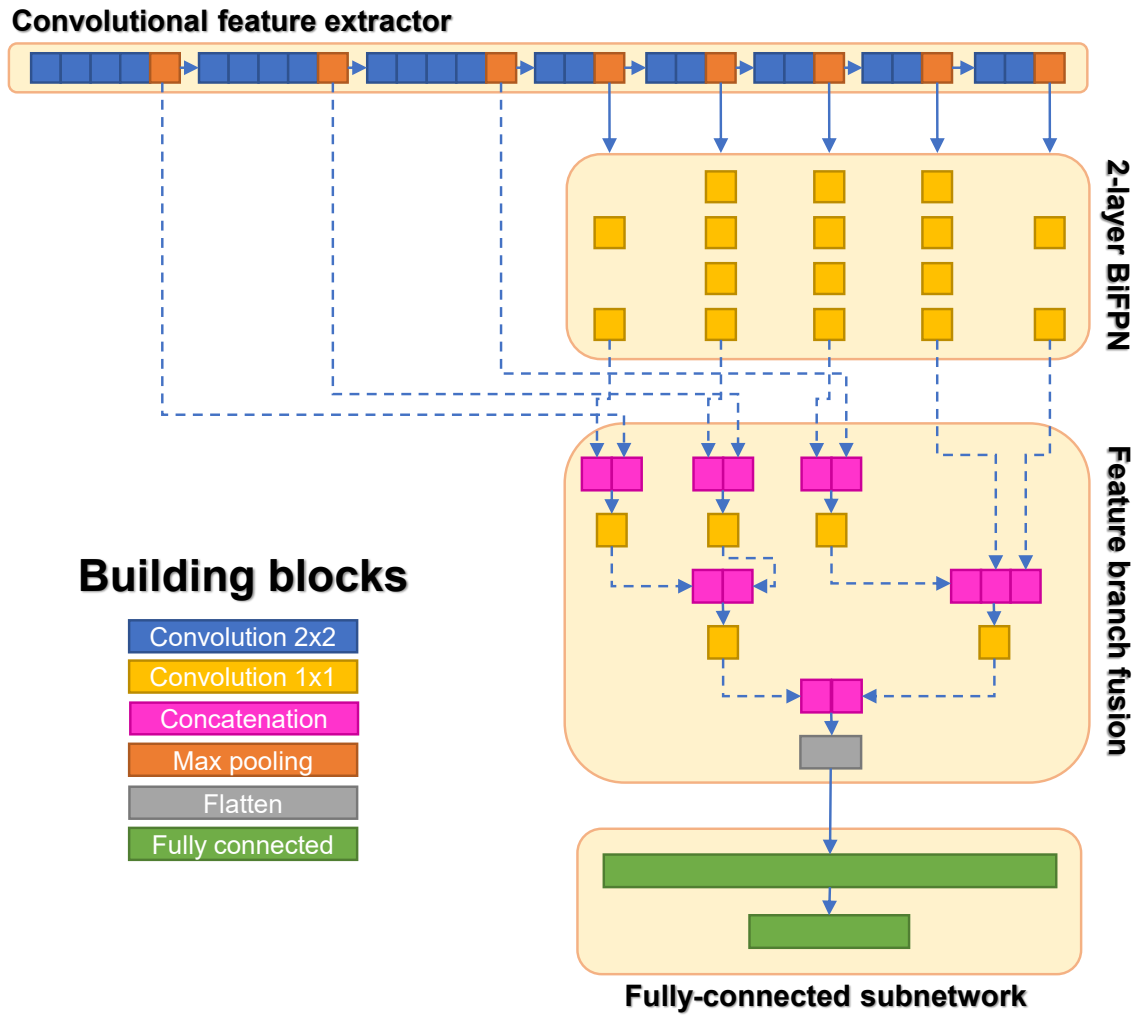 Convolutional feature extractor
2-layer BiFPN
Feature branch fusion
Building blocks
Convolution 2x2
Convolution 1x1
Concatenation
Max pooling
Flatten
Fully connected
Fully-connected subnetwork